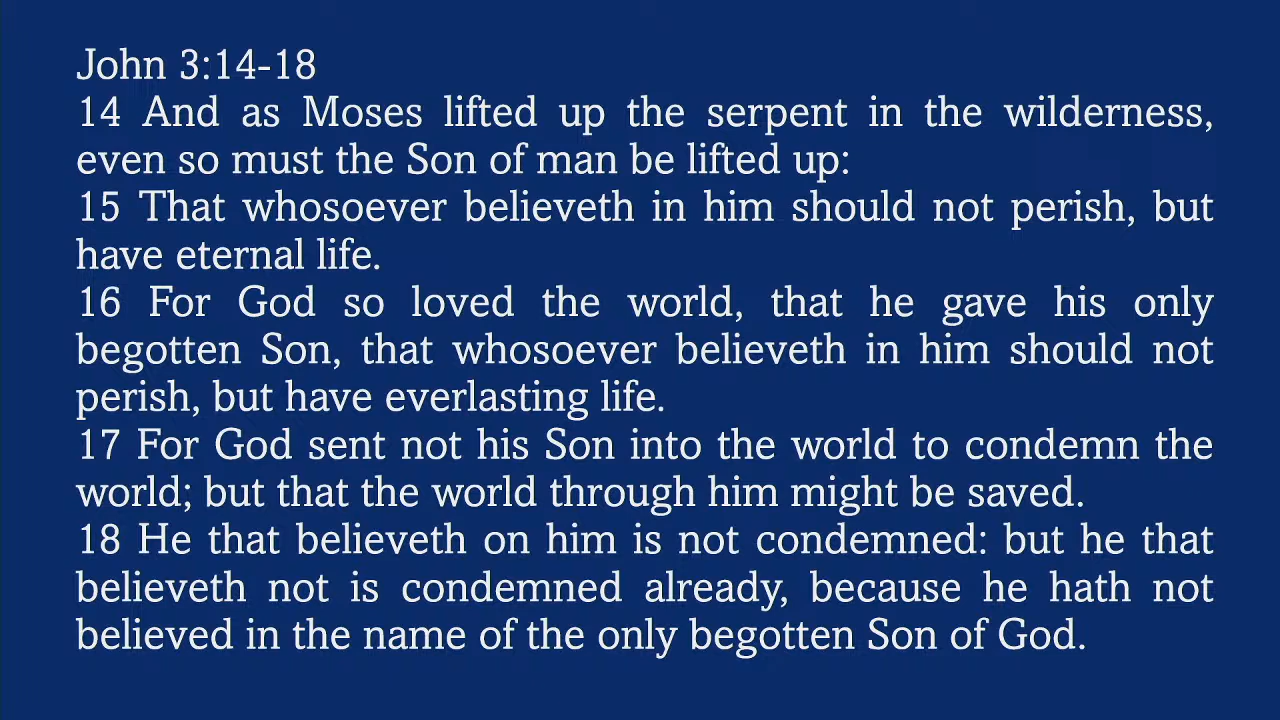 John 3:14-18
14 And as Moses lifted up the serpent in the wilderness,
even so must the Son of man be lifted up:
15 That whosoever believeth in him should not perish, but
have eternal life.
16 For God so loved the world, that he gave his only
begotten Son, that whosoever believeth in him should not
perish, but have everlasting life.
17 For God sent not his Son into the world to condemn the
world; but that the world through him might be saved.
18 He that believeth on him is not condemned: but he that
believeth not is condemned already, because he hath not
believed in the name of the only begotten Son of God.